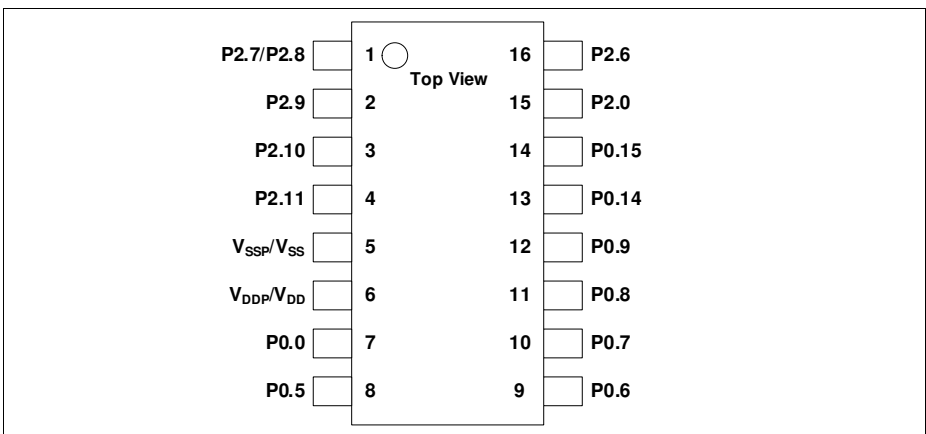 P2.7/P2.8 1 16 P2.6
Top View
P2.9 2 15 P2.0
P2.10 3 14 P0.15
P2.11 4 13 P0.14
VSSP/VSS 5 12 P0.9
VDDP/VDD 6 11 P0.8
P0.0 7 10 P0.7
P0.5 8 9 P0.6